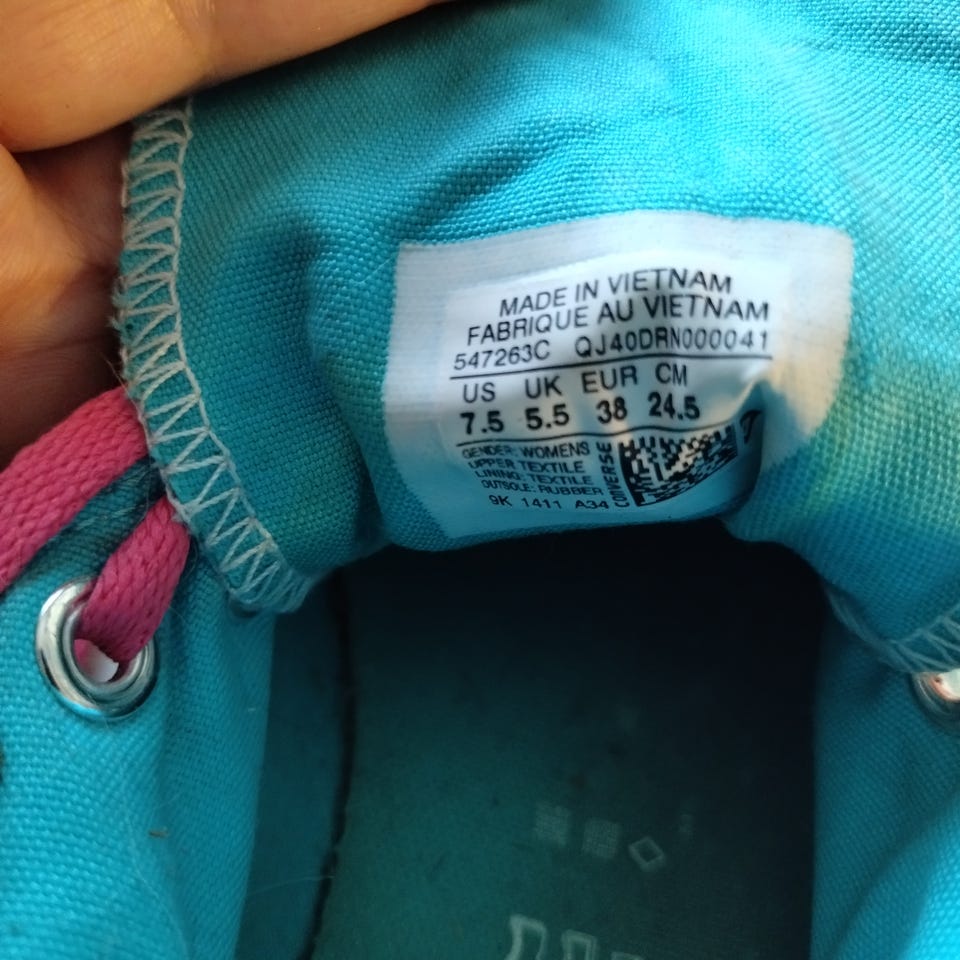 MADE IN VIETNAM
FABRIQUE AU VIETNAM
547263C QJ40DRN000041
US UK EUR CM
7.5 5.5 38 24.5
GENDER: WOMENS
UPPER TEXTILE
LINING: TEXTILE
OUTSOLE: RUBBER
9K 1411 A34
CONVERSE